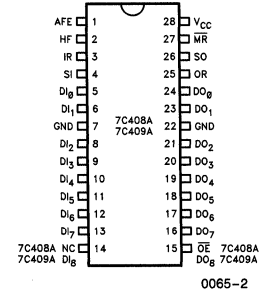 AFE 1 28 VCC
HF 2 27 MR
IR 3 26 SO
SI 4 25 OR
DI0 5 24 DO0
DI1 6 23 DO1
GND 7 7C408A 22 GND
DI2 8 7C409A 21 DO2
DI3 9 20 DO3
DI4 10 19 DO4
DI5 11 18 DO5
DI6 12 17 DO6
DI7 13 16 DO7
7C408A NC 14 15 OE 7C408A
7C409A DI8 DO8 7C409A
0065-2